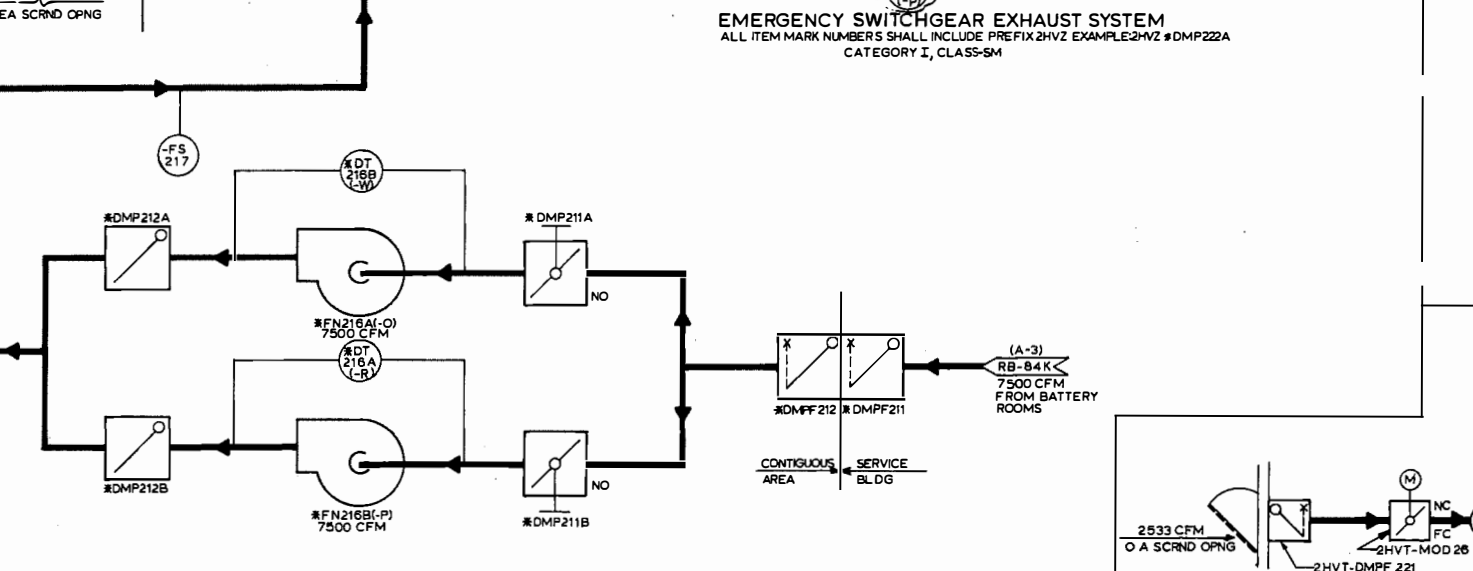 EA SCRND OPNG
(-P)
EMERGENCY SWITCHGEAR EXHAUST SYSTEM
ALL ITEM MARK NUMBERS SHALL INCLUDE PREFIX 2HVZ EXAMPLE:2HVZ *DMP222A
CATEGORY I, CLASS-SM
-FS
217
*DT
216B
(-W)
*DMP212A
*DMP211A
NO
*FN216A(-O)
7500 CFM
*DT
216A
(-R)
(A-3)
RB-84K
7500 CFM
FROM BATTERY
ROOMS
*DMPF212
*DMPF211
*DMP212B
NO
CONTIGUOUS
AREA
SERVICE
BLDG
*FN216B(-P)
7500 CFM
*DMP211B
M
NC
FC
2533 CFM
O A SCRND OPNG
2HVT-MOD 26
2HVT-DMPF 221